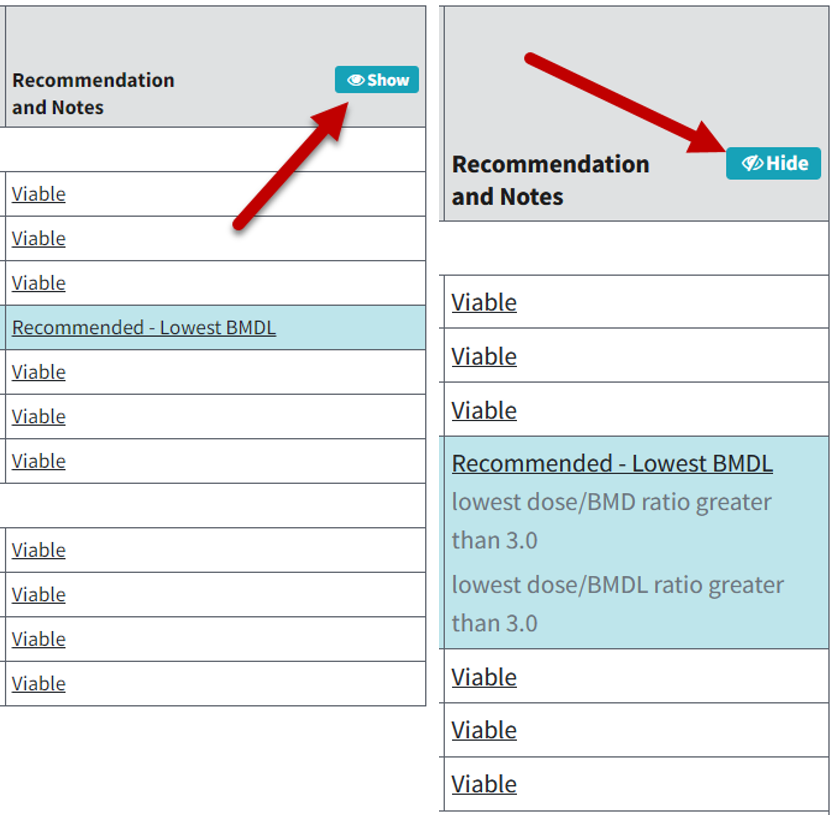 Recommendation
and Notes
Show
Viable
Viable
Viable
Recommended - Lowest BMDL
Viable
Viable
Viable
Viable
Viable
Viable
Viable
Recommendation
and Notes
Hide
Viable
Viable
Viable
Recommended - Lowest BMDL
lowest dose/BMD ratio greater
than 3.0
lowest dose/BMDL ratio greater
than 3.0
Viable
Viable
Viable